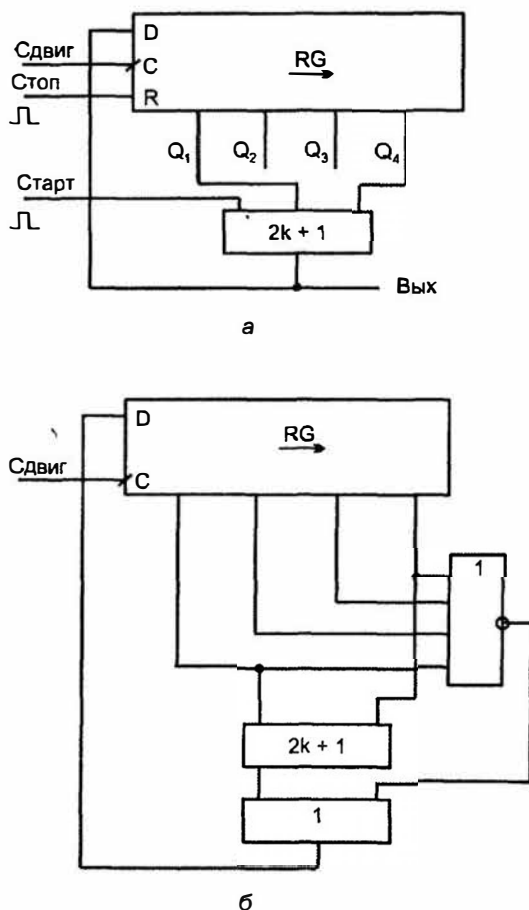 D
Сдвиг
C
RG
Стоп
R
Q1 Q2 Q3 Q4
Старт
2k + 1
Вых
а
D
RG
Сдвиг
C
1
2k + 1
1
б